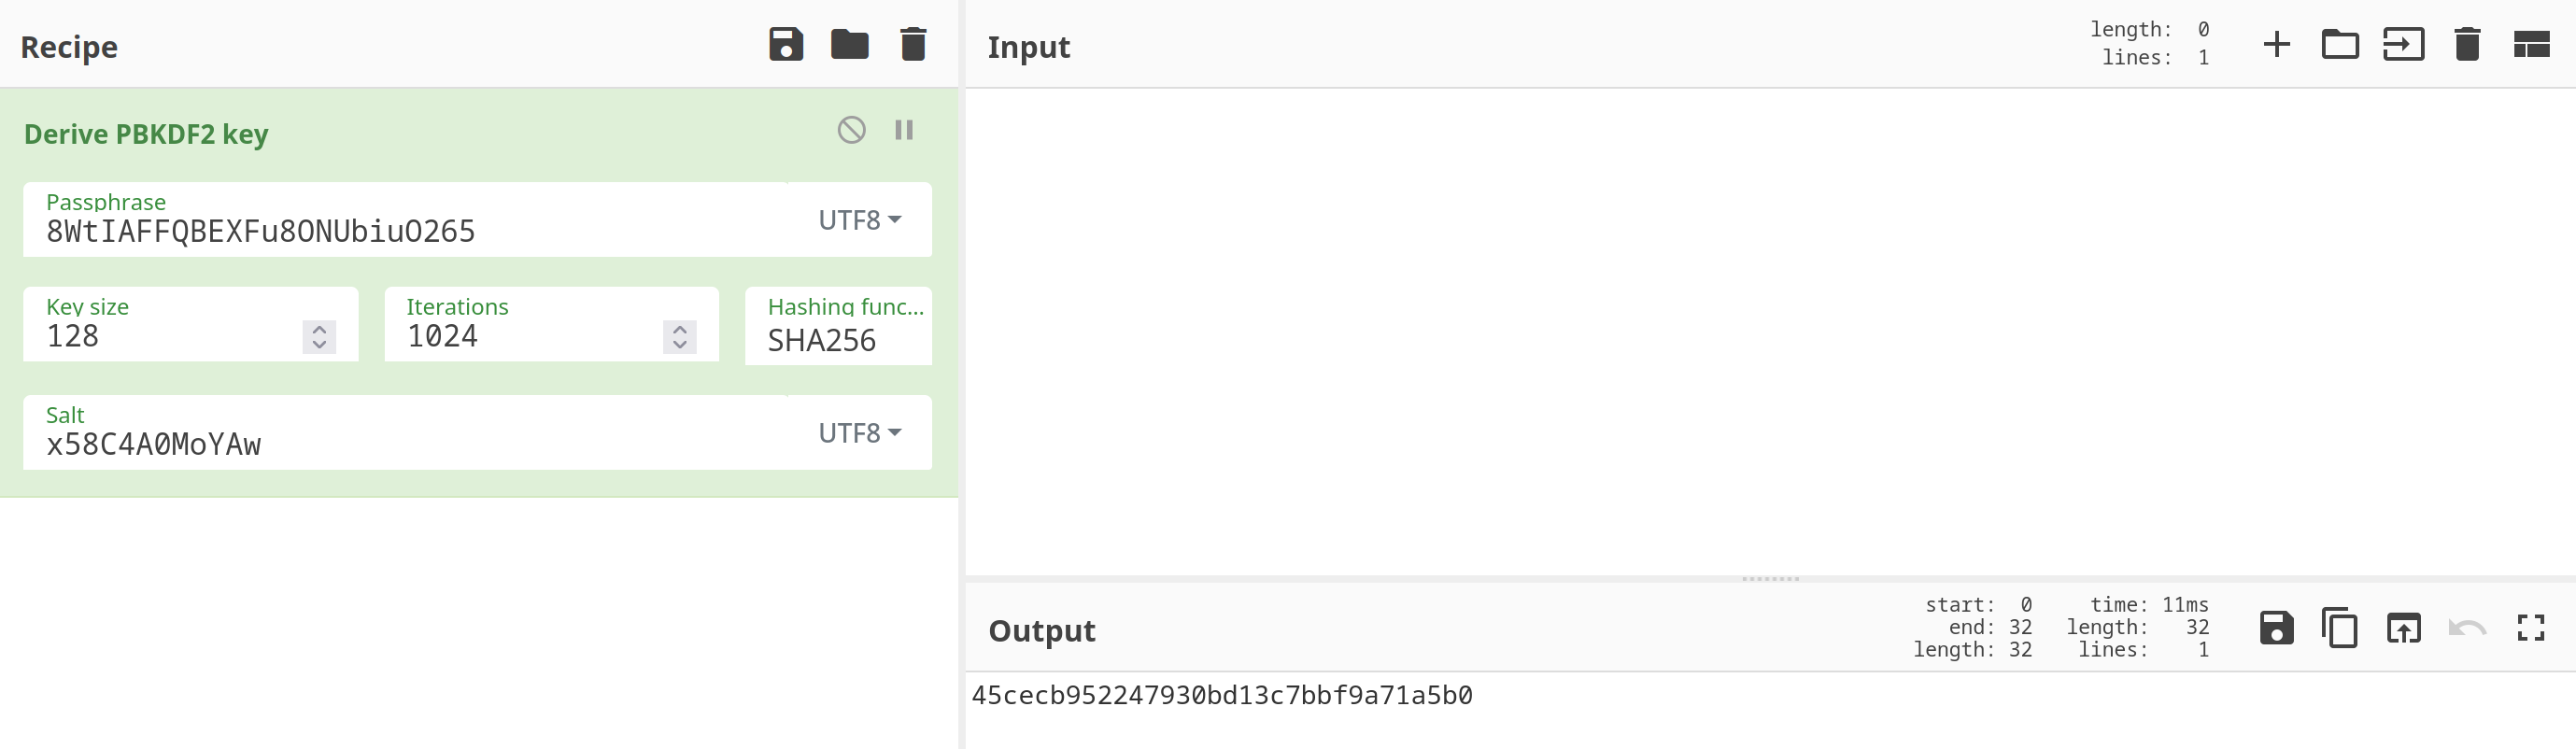 Recipe
Derive PBKDF2 key
Passphrase
8WtIAFFQBEXFu8ONUbiuO265
UTF8
Key size
128
Iterations
1024
Hashing func...
SHA256
Salt
x58C4A0MoYAw
UTF8
Input
length: 0
lines: 1
Output
start: 0
end: 32
length: 32
time: 11ms
length: 32
lines: 1
45cecb952247930bd13c7bbf9a71a5b0